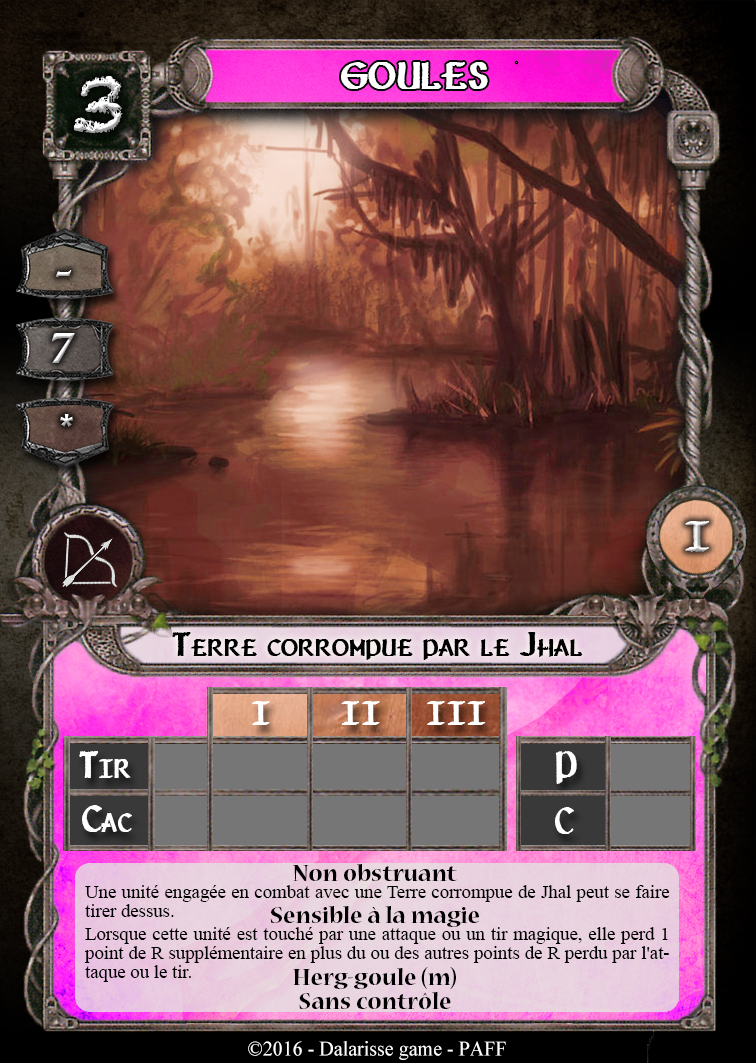 GOULES
3
-
7
*
I
Terre corrompue par le Jhal
I II III
Tir
P
Cac
C
Non obstruant
Une unité engagée en combat avec une Terre corrompue de Jhal peut se faire
tirer dessus.
Sensible à la magie
Lorsque cette unité est touché par une attaque ou un tir magique, elle perd 1
point de R supplémentaire en plus du ou des autres points de R perdu par l'at-
taque ou le tir.
Herg-goule (m)
Sans contrôle
©2016 - Dalarisse game - PAFF